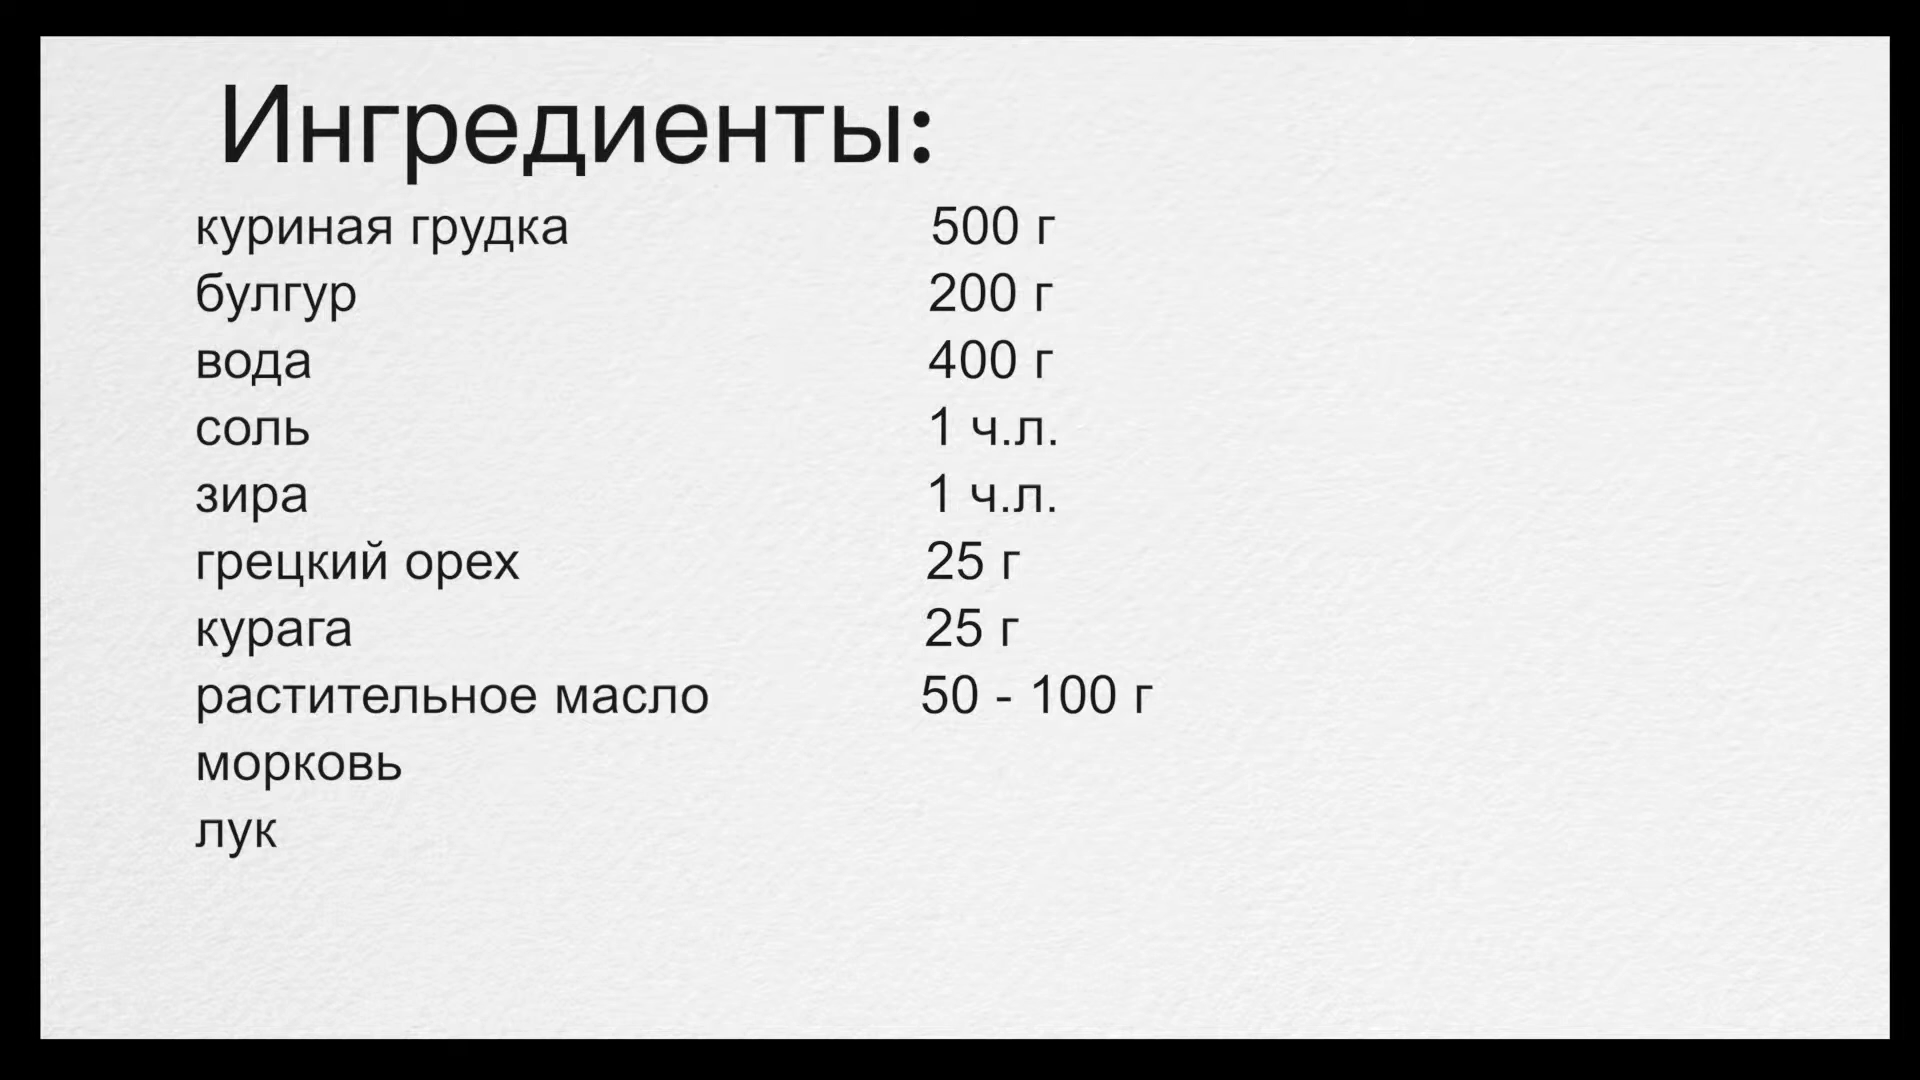 Ингредиенты:
куриная грудка 500 г
булгур 200 г
вода 400 г
соль 1 ч.л.
зира 1 ч.л.
грецкий орех 25 г
курага 25 г
растительное масло 50 - 100 г
морковь
лук